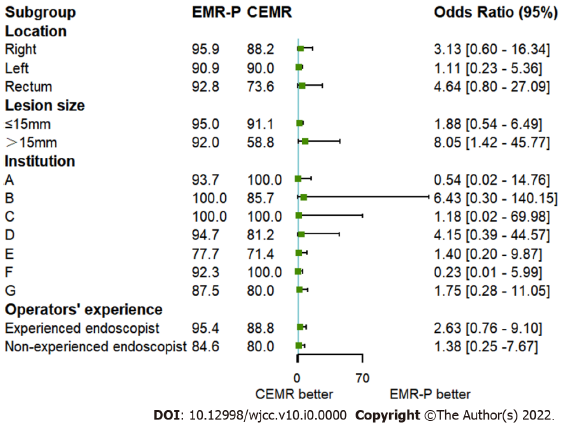 Subgroup EMR-P CEMR Odds Ratio (95%)
Location
Right 95.9 88.2 3.13 [0.60 - 16.34]
Left 90.9 90.0 1.11 [0.23 - 5.36]
Rectum 92.8 73.6 4.64 [0.80 - 27.09]
Lesion size
≤15mm 95.0 91.1 1.88 [0.54 - 6.49]
＞15mm 92.0 58.8 8.05 [1.42 - 45.77]
Institution
A 93.7 100.0 0.54 [0.02 - 14.76]
B 100.0 85.7 6.43 [0.30 - 140.15]
C 100.0 100.0 1.18 [0.02 - 69.98]
D 94.7 81.2 4.15 [0.39 - 44.57]
E 77.7 71.4 1.40 [0.20 - 9.87]
F 92.3 100.0 0.23 [0.01 - 5.99]
G 87.5 80.0 1.75 [0.28 - 11.05]
Operators' experience
Experienced endoscopist 95.4 88.8 2.63 [0.76 - 9.10]
Non-experienced endoscopist 84.6 80.0 1.38 [0.25 -7.67]
0 70
CEMR better EMR-P better
DOI: 10.12998/wjcc.v10.i0.0000 Copyright ©The Author(s) 2022.